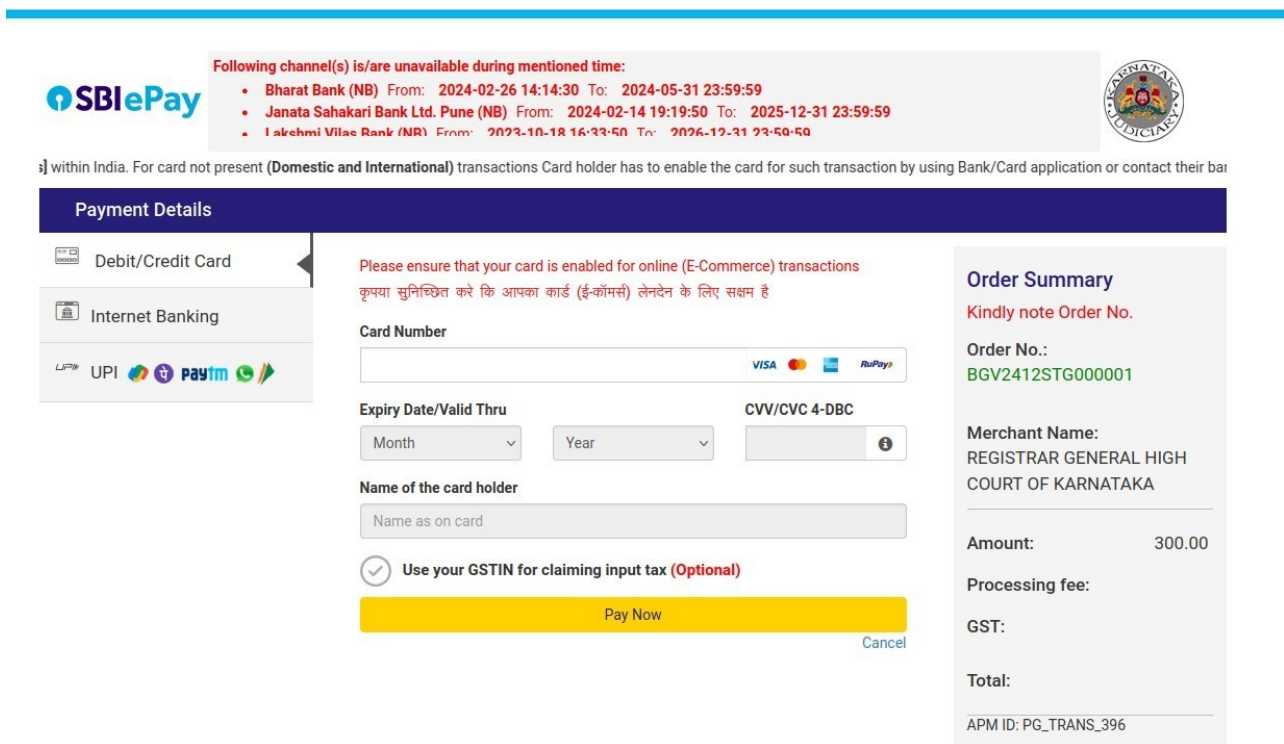 SBIePay
Following channel(s) is/are unavailable during mentioned time:
• Bharat Bank (NB) From: 2024-02-26 14:14:30 To: 2024-05-31 23:59:59
• Janata Sahakari Bank Ltd. Pune (NB) From: 2024-02-14 19:19:50 To: 2025-12-31 23:59:59
• Lakshmi Vilas Bank (NB) From: 2023-10-18 16:33:50 To: 2026-12-31 23:59:59
KARNATAKA JUDICIARY
s] within India. For card not present (Domestic and International) transactions Card holder has to enable the card for such transaction by using Bank/Card application or contact their bar
Payment Details
Debit/Credit Card
Internet Banking
UPI UPI paytm
Please ensure that your card is enabled for online (E-Commerce) transactions
कृपया सुनिच्छित करे कि आपका कार्ड (ई-कॉमर्स) लेनदेन के लिए सक्षम है
Card Number
VISA RuPay
Expiry Date/Valid Thru CVV/CVC 4-DBC
Month Year
Name of the card holder
Name as on card
Use your GSTIN for claiming input tax (Optional)
Pay Now
Cancel
Order Summary
Kindly note Order No.
Order No.:
BGV2412STG000001
Merchant Name:
REGISTRAR GENERAL HIGH
COURT OF KARNATAKA
Amount: 300.00
Processing fee:
GST:
Total:
APM ID: PG_TRANS_396